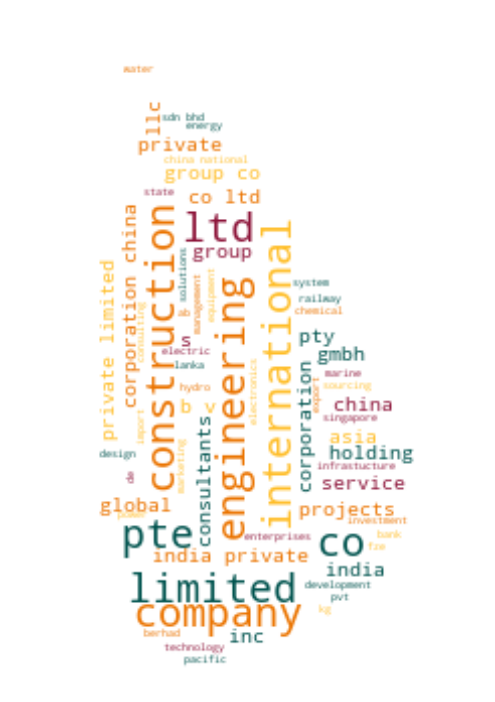 water
llc
sdn bhd
energy
private
china national
group co
state
co ltd
ltd
group
corporation china
construction
international
private limited
solutions
management
equipment
engineering
system
railway
chemical
ab
consulting
s
electric
lanka
pty
gmbh
marine
sourcing
export
corporation
hydro
electronics
b v
china
singapore
import
marketing
consultants
asia
holding
design
infrastucture
de
service
global
power
projects
investment
pte
enterprises
co
bank
fze
india private
india
limited
development
pvt
company
kg
berhad
inc
technology
pacific